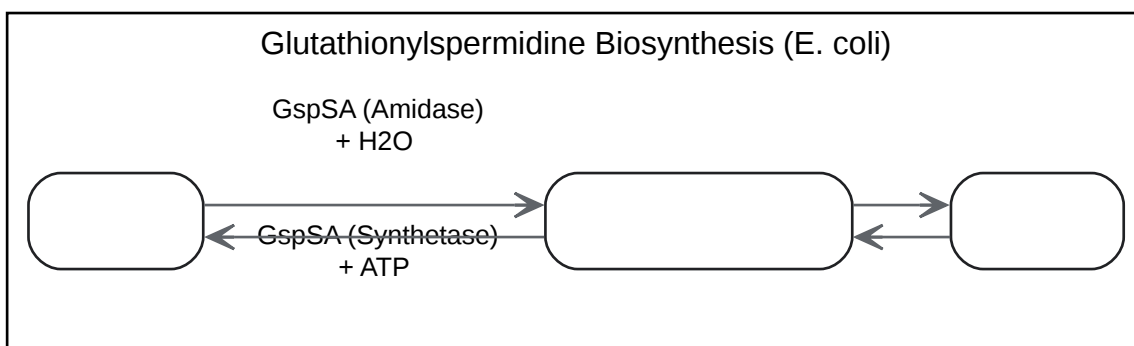 Glutathionylspermidine Biosynthesis (E. coli)
GspSA (Amidase)
+ H2O
GspSA (Synthetase)
+ ATP